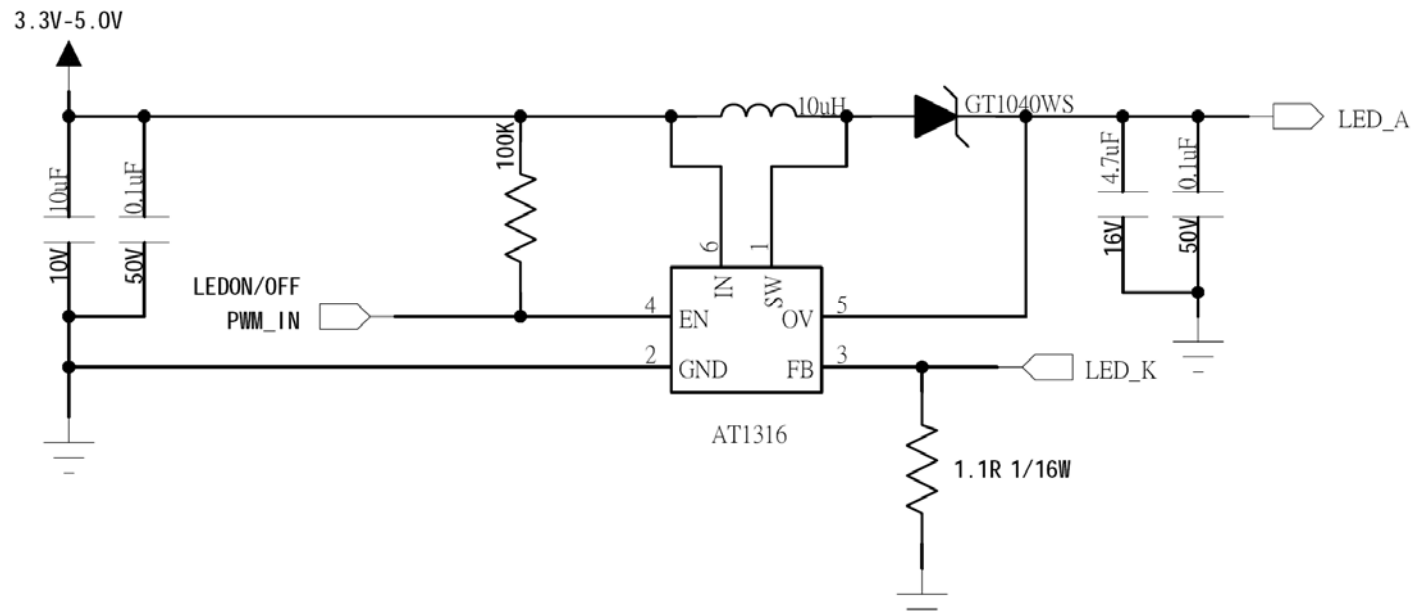 3.3V-5.0V
10uH
GT1040WS
LED_A
100K
10uF
0.1uF
4.7uF
0.1uF
10V
50V
16V
50V
6
1
IN
SW
LEDON/OFF
PWM_IN
4
EN
OV
5
2
GND
FB
3
LED_K
AT1316
1.1R 1/16W